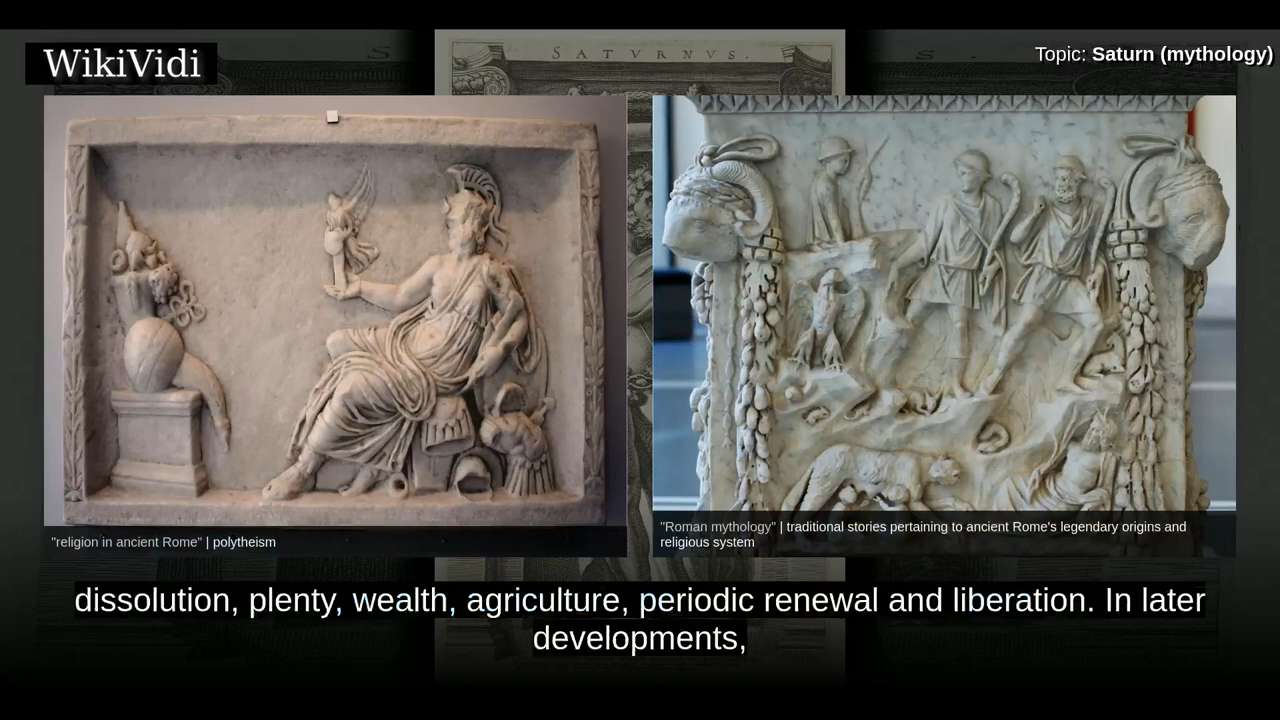 SATVRNVS.
S
S
WikiVidi
Topic: Saturn (mythology)
"religion in ancient Rome" | polytheism
"Roman mythology" | traditional stories pertaining to ancient Rome's legendary origins and
religious system
dissolution, plenty, wealth, agriculture, periodic renewal and liberation. In later
developments,